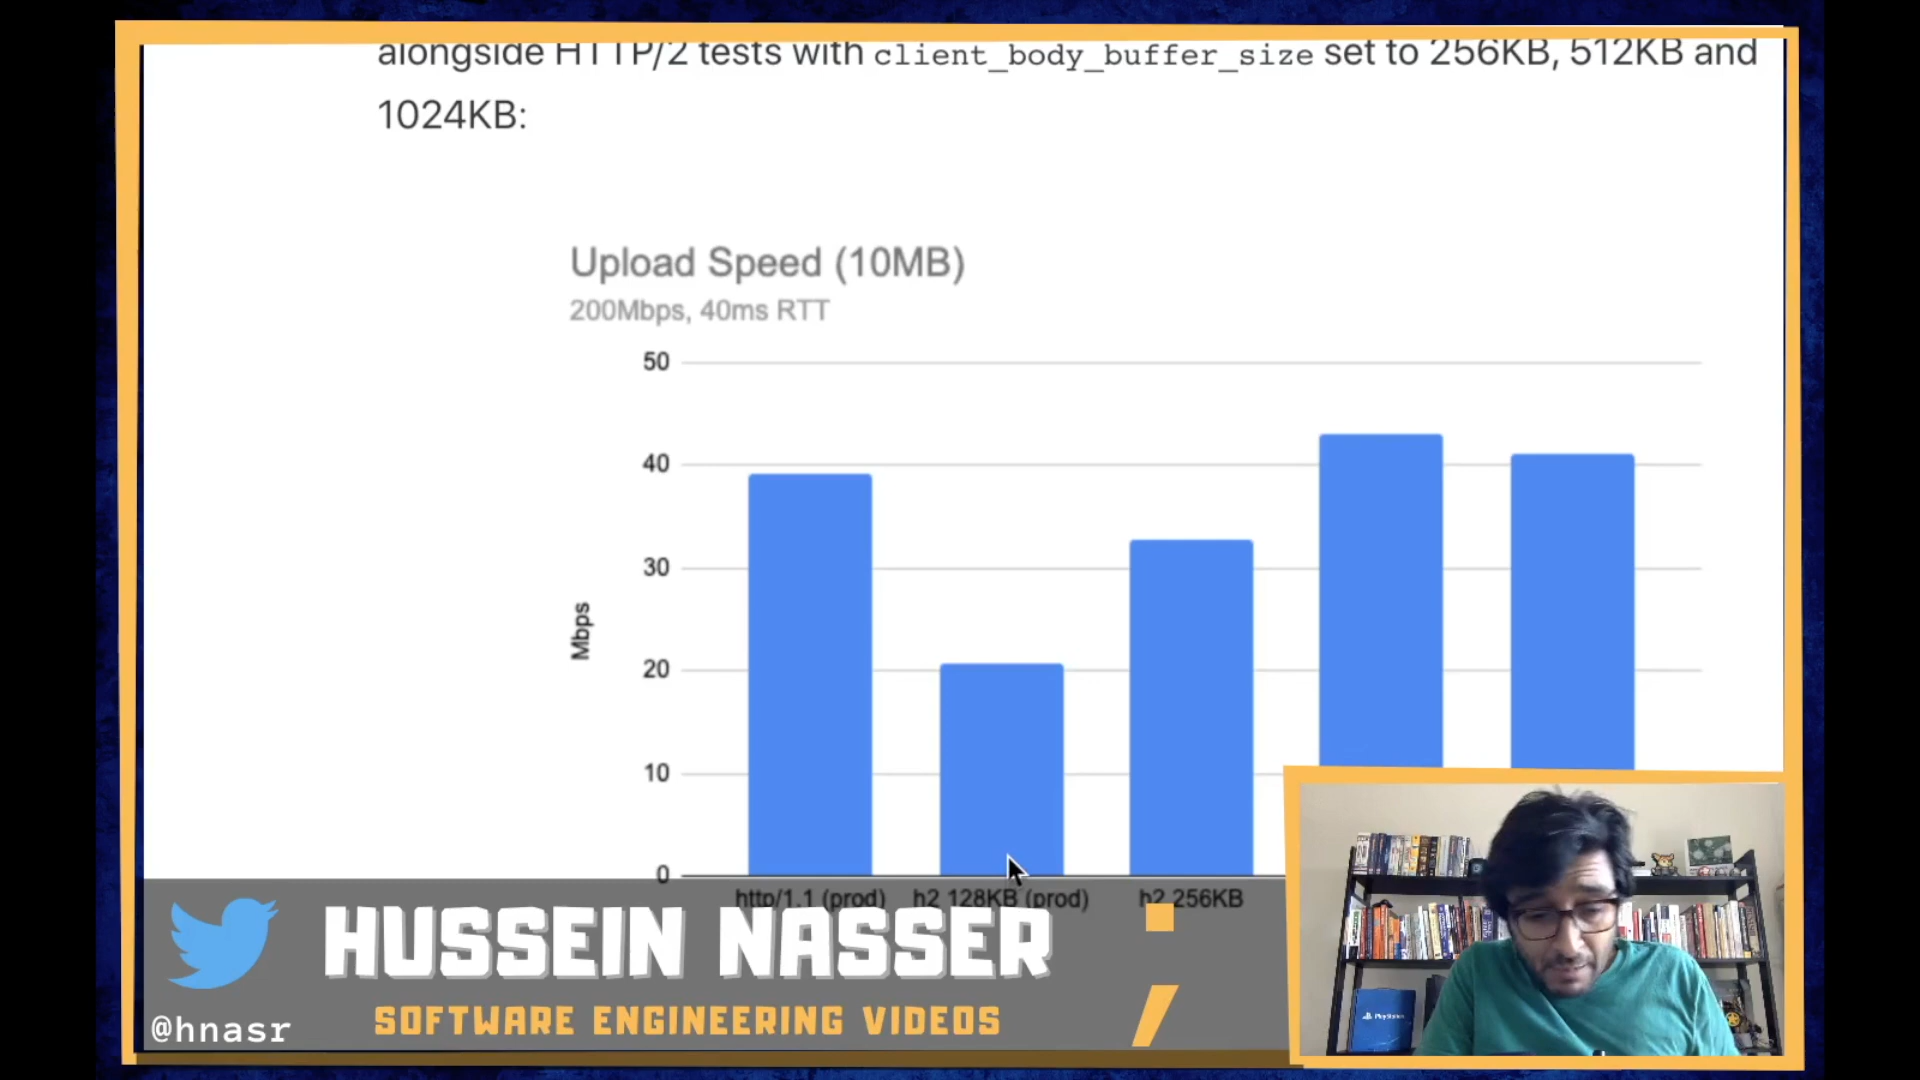 alongside HTTP/2 tests with client_body_buffer_size set to 256KB, 512KB and
1024KB:
Upload Speed (10MB)
200Mbps, 40ms RTT
50
40
30
20
10
0
Mbps
http/1.1 (prod)
h2 128KB (prod)
h2 256KB
HUSSEIN NASSER
SOFTWARE ENGINEERING VIDEOS
;
@hnasr
PlayStation